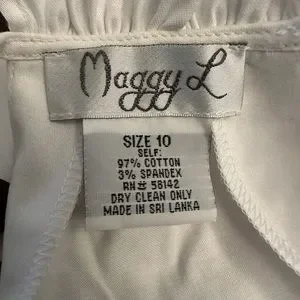 Maggy L
SIZE 10
SELF:
97% COTTON
3% SPANDEX
RN# 58142
DRY CLEAN ONLY
MADE IN SRI LANKA